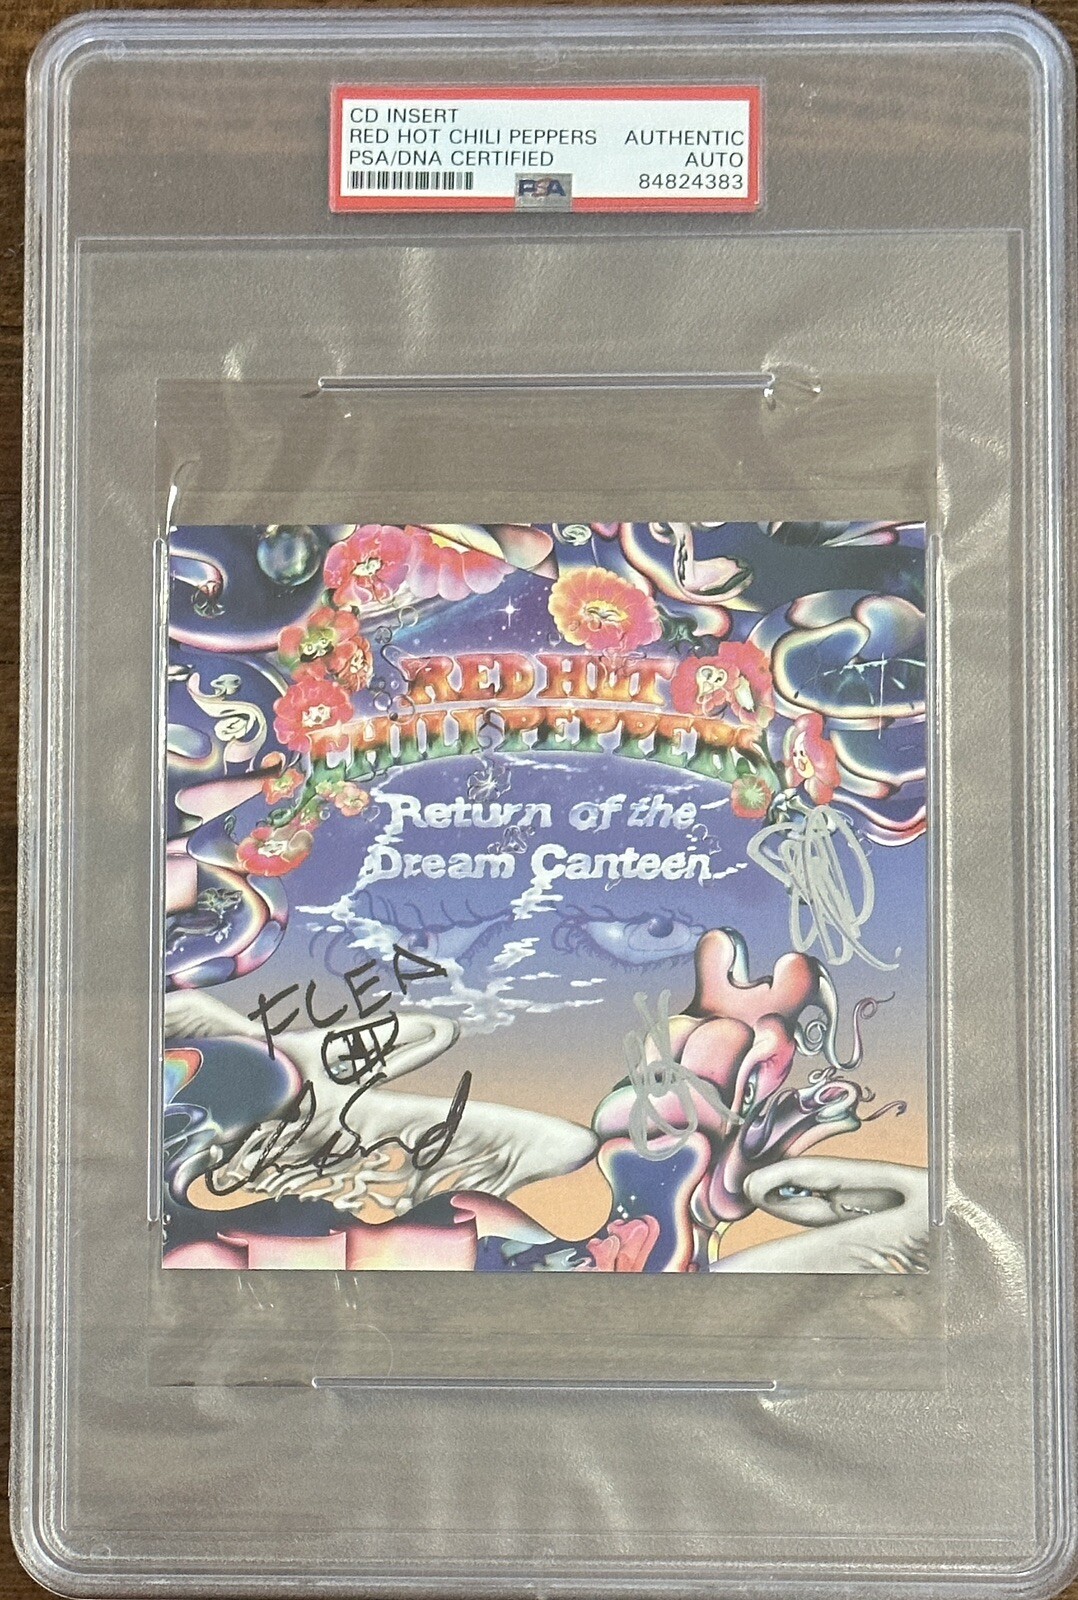 CD INSERT
RED HOT CHILI PEPPERS AUTHENTIC
PSA/DNA CERTIFIED AUTO
PSA 84824383
RED HOT
CHILI PEPPERS
Return of the
Dream Canteen
FLEA